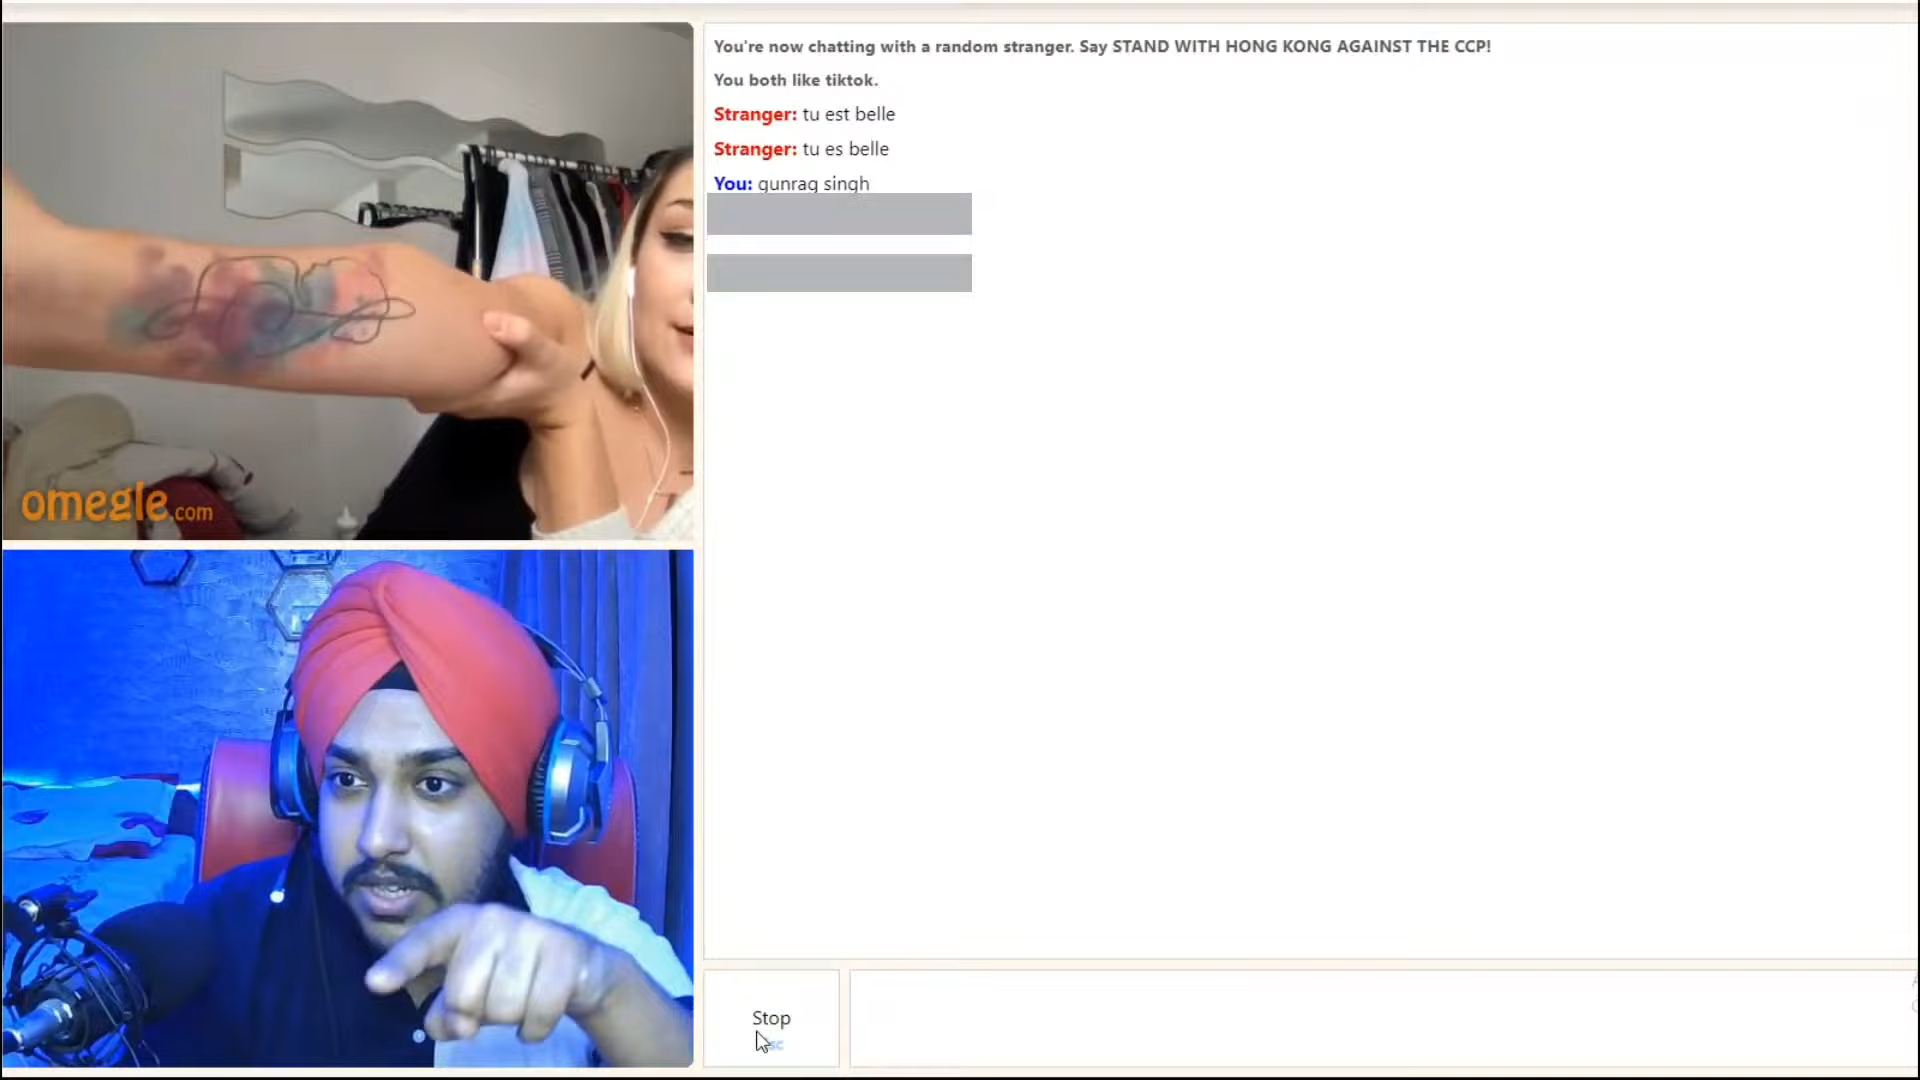 You're now chatting with a random stranger. Say STAND WITH HONG KONG AGAINST THE CCP!
You both like tiktok.
Stranger: tu est belle
Stranger: tu es belle
You: gunrag singh
omegle.com
Stop